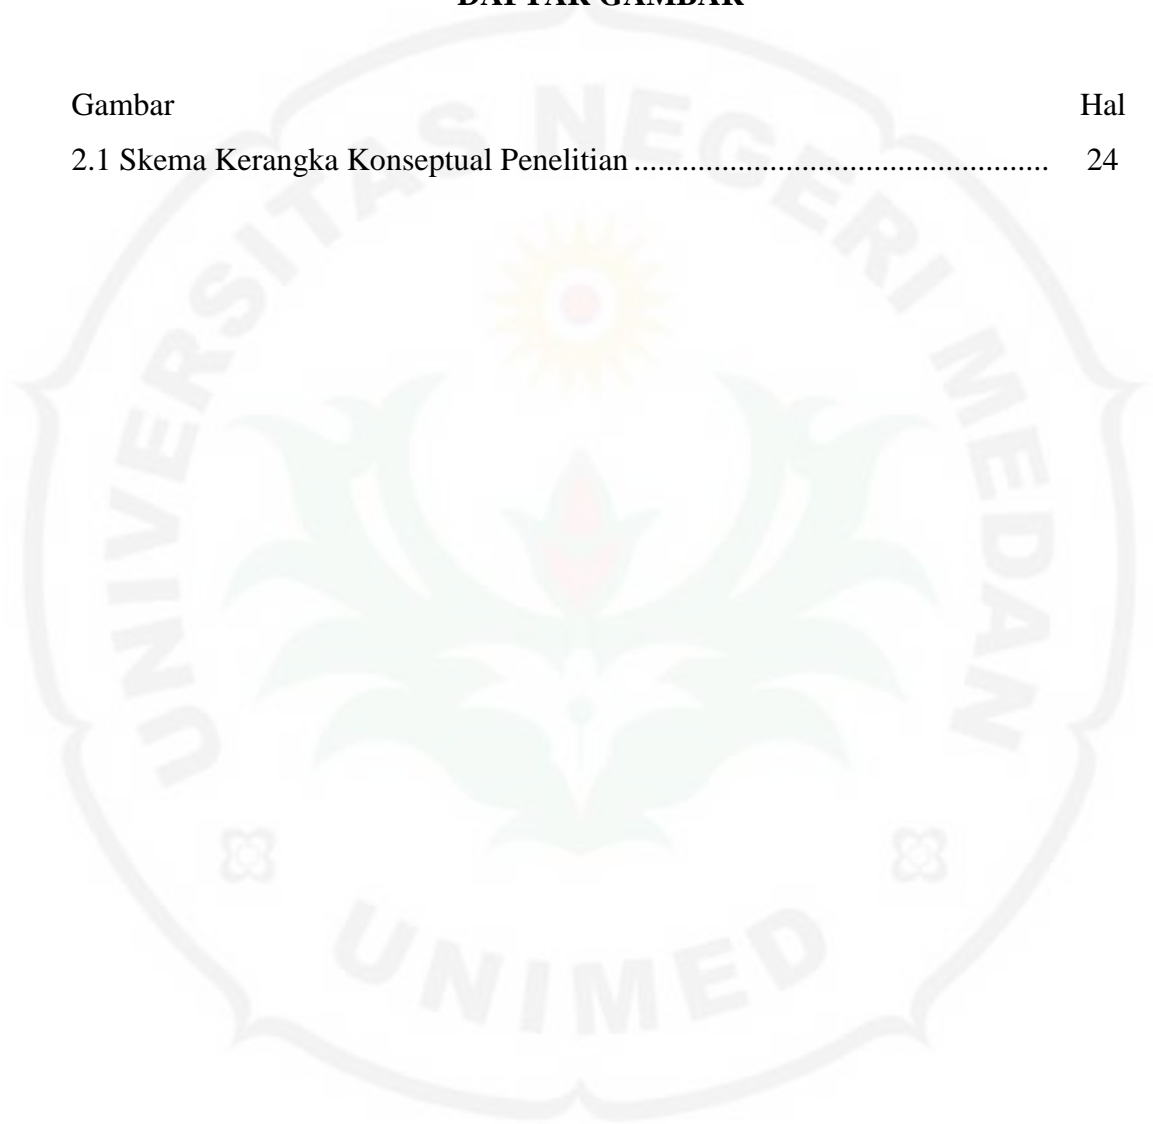 DAFTAR GAMBAR
Gambar Hal
2.1 Skema Kerangka Konseptual Penelitian .................................................... 24
UNIVERSITAS NEGERI MEDAN
UNIMED